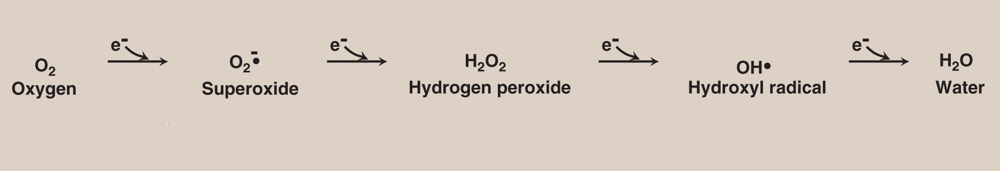 e⁻ e⁻ e⁻ e⁻
O₂ O₂⁻• H₂O₂ OH• H₂O
Oxygen Superoxide Hydrogen peroxide Hydroxyl radical Water